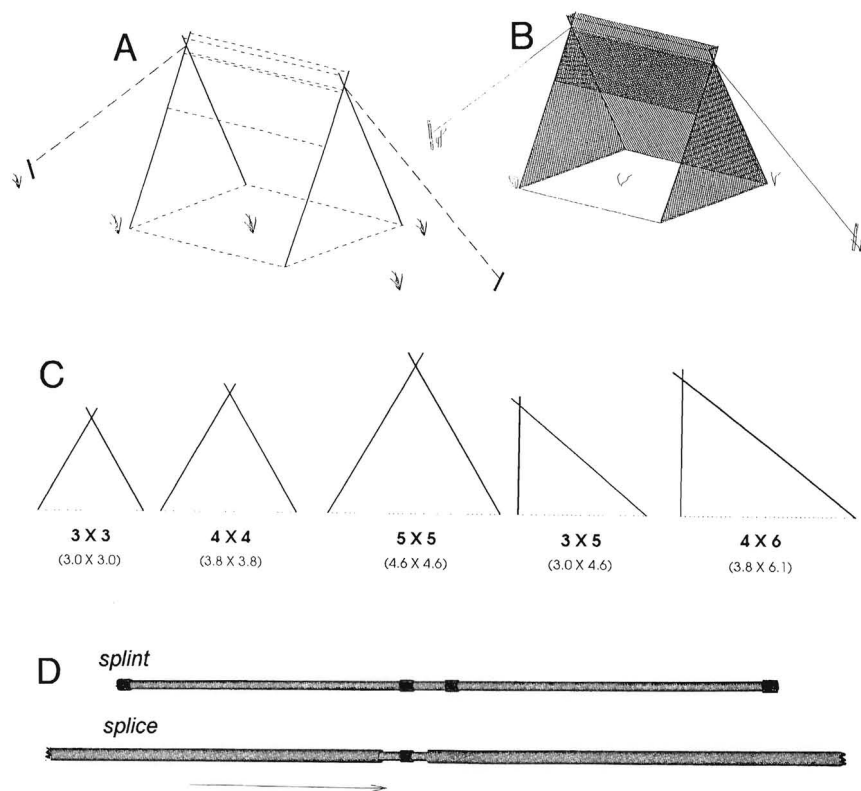 A
B
C
3 X 3
(3.0 X 3.0)
4 X 4
(3.8 X 3.8)
5 X 5
(4.6 X 4.6)
3 X 5
(3.0 X 4.6)
4 X 6
(3.8 X 6.1)
D
splint
splice